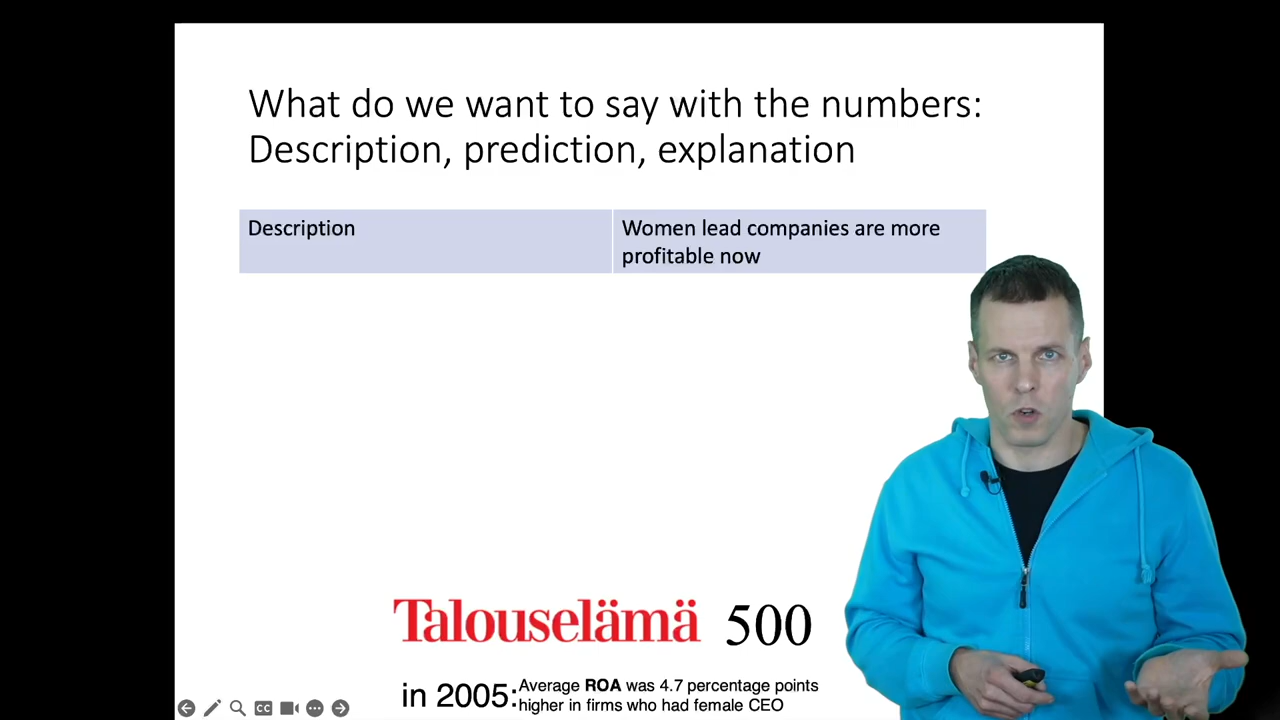 What do we want to say with the numbers:
Description, prediction, explanation
Description
Women lead companies are more
profitable now
Talouselämä 500
in 2005:
Average ROA was 4.7 percentage points
higher in firms who had female CEO
CC